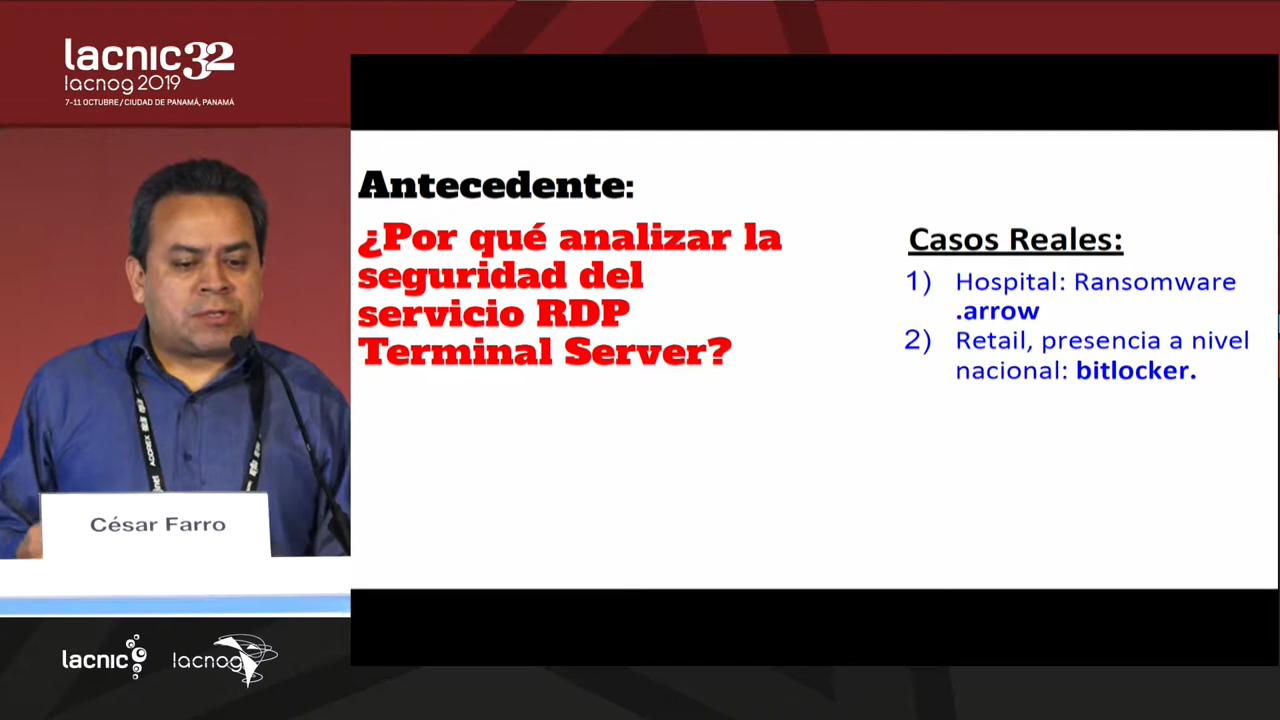 lacnic32
lacnog 2019
7-11 OCTUBRE / CIUDAD DE PANAMÁ, PANAMÁ
Antecedente:
¿Por qué analizar la
seguridad del
servicio RDP
Terminal Server?
Casos Reales:
1) Hospital: Ransomware
.arrow
2) Retail, presencia a nivel
nacional: bitlocker.
ADDREX
César Farro
lacnic
lacnog